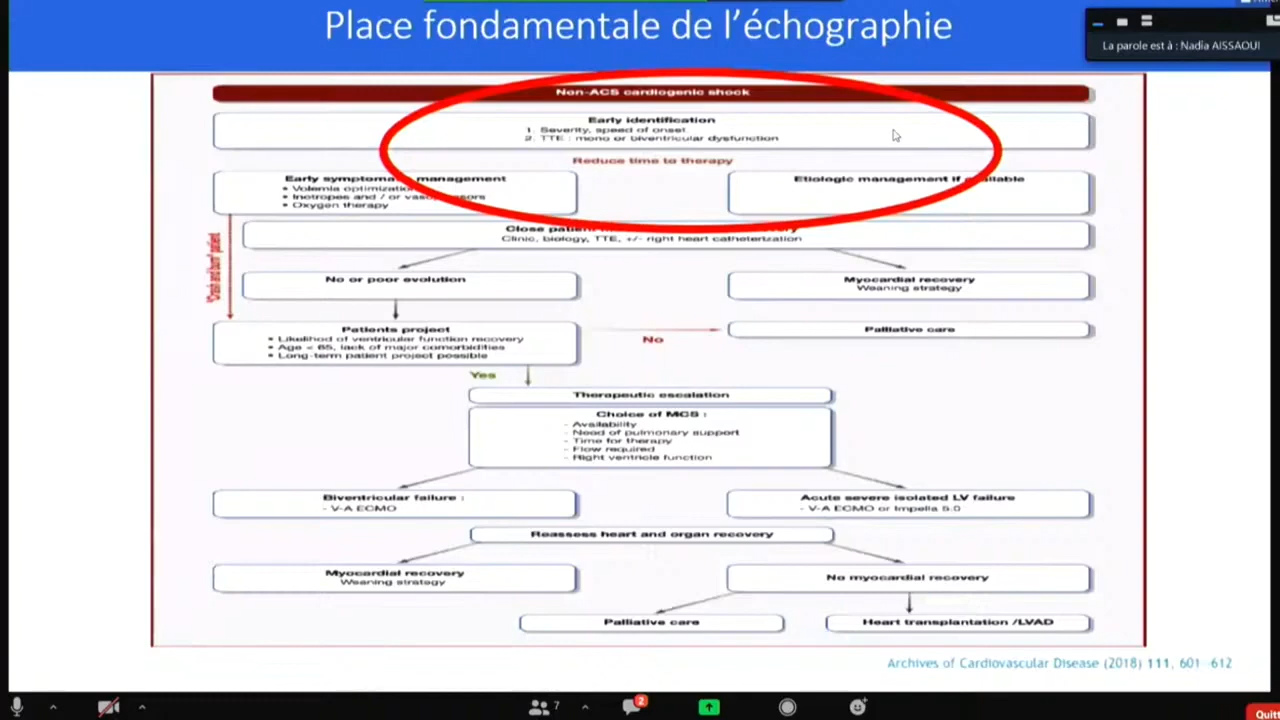 Place fondamentale de l'échographie
La parole est à : Nadia AISSAOUI
Non-ACS cardiogenic shock
Early identification
1. Severity, speed of onset
2. TTE : mono or biventricular dysfunction
Reduce time to therapy
Early management
• Volemia
• Inotropes and / or
• Oxygen therapy
Etiologic management if
"Crash and burn" patient
Close
Clinic, biology, TTE, +/- right heart catheterization
No or poor evolution
Myocardial recovery
Weaning strategy
Patients project
• Likelihood of ventricular function recovery
• Age < 65, lack of major comorbidities
• Long-term patient project possible
No
Palliative care
Yes
Therapeutic escalation
Choice of MCS :
- Availability
- Need of pulmonary support
- Time for therapy
- Flow required
- Right ventricle function
Biventricular failure :
- V-A ECMO
Acute severe isolated LV failure
- V-A ECMO or Impella 5.0
Reassess heart and organ recovery
Myocardial recovery
Weaning strategy
No myocardial recovery
Palliative care
Heart transplantation /LVAD
Archives of Cardiovascular Disease (2018) 111, 601-612
7
2